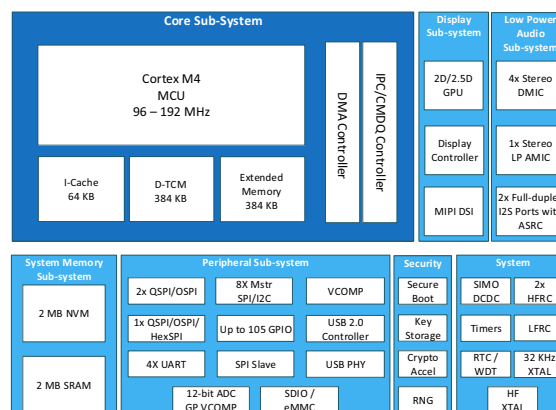 Core Sub-System
Cortex M4
MCU
96 – 192 MHz
I-Cache
64 KB
D-TCM
384 KB
Extended
Memory
384 KB
DMA Controller
IPC/CMDQ Controller
Display
Sub-system
2D/2.5D
GPU
Display
Controller
MIPI DSI
Low Power
Audio
Sub-system
4x Stereo
DMIC
1x Stereo
LP AMIC
2x Full-duple
I2S Ports wit
ASRC
System Memory
Sub-system
2 MB NVM
2 MB SRAM
Peripheral Sub-system
2x QSPI/OSPI
8X Mstr
SPI/I2C
VCOMP
1x QSPI/OSPI/
HexSPI
Up to 105 GPIO
USB 2.0
Controller
4X UART
SPI Slave
USB PHY
12-bit ADC
GP VCOMP
SDIO /
eMMC
Security
Secure
Boot
Key
Storage
Crypto
Accel
RNG
System
SIMO
DCDC
2x
HFRC
Timers
LFRC
RTC /
WDT
32 KHz
XTAL
HF
XTAL